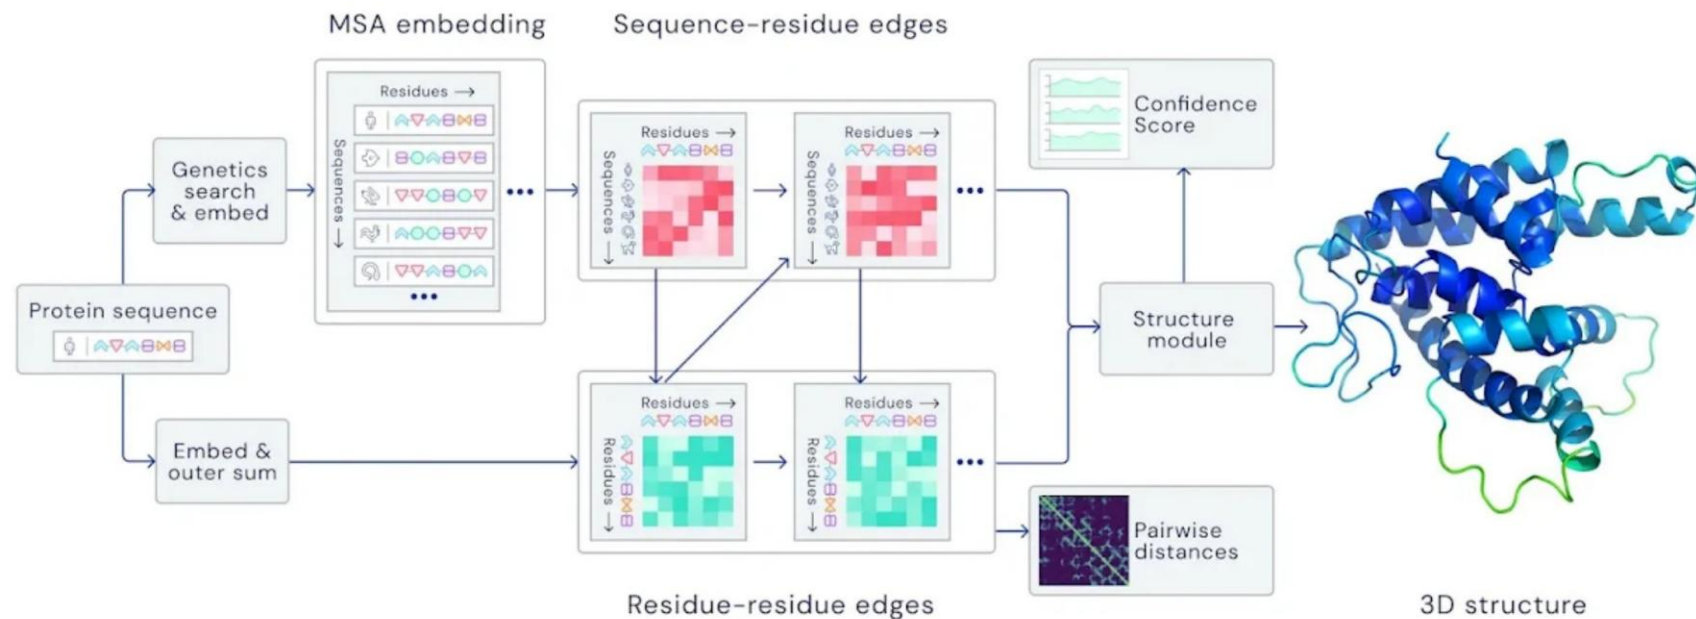 MSA embedding
Sequence-residue edges
Residues →
Sequences →
Genetics
search
& embed
Protein sequence
Embed &
outer sum
Residues →
Sequences →
Residues →
Sequences →
Residues →
Residues →
Residues →
Residues →
Confidence
Score
Structure
module
Pairwise
distances
Residue-residue edges
3D structure